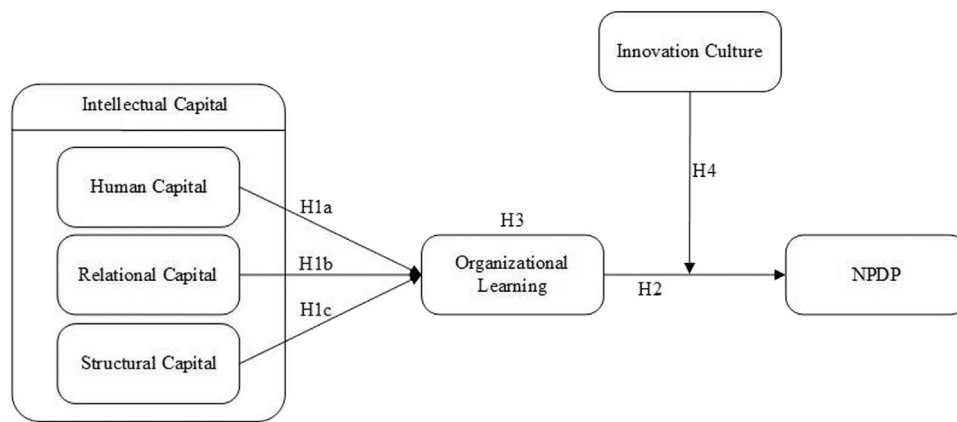 Innovation Culture
Intellectual Capital
Human Capital
H1a
H4
H3
Relational Capital
H1b
Organizational
Learning
H2
NPDP
H1c
Structural Capital